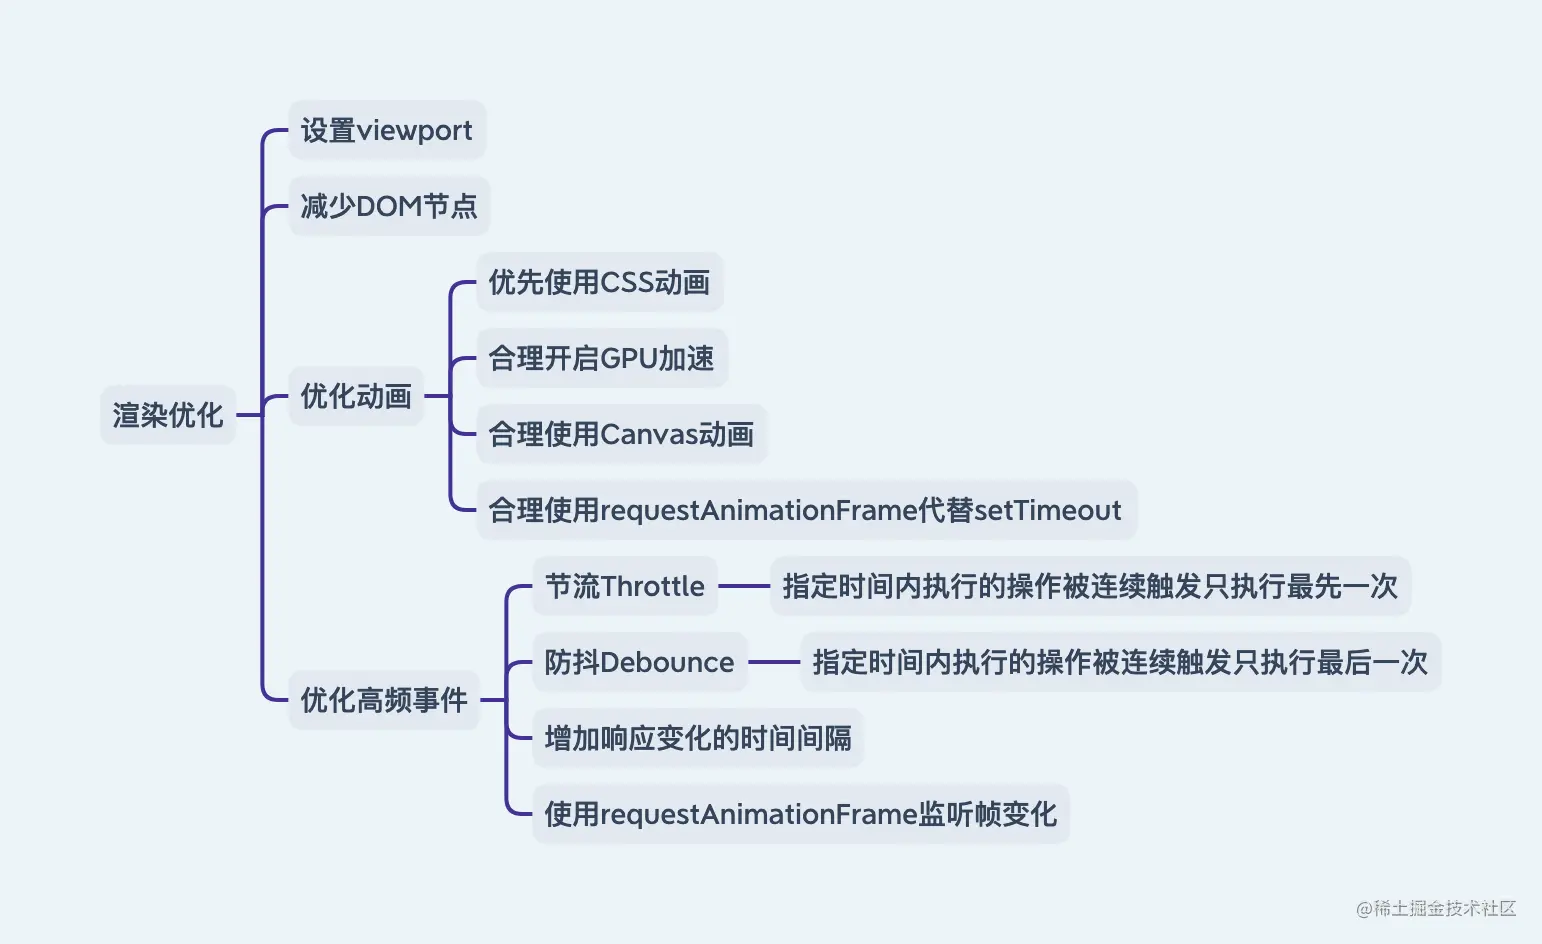 设置viewport
减少DOM节点
优先使用CSS动画
合理开启GPU加速
优化动画
渲染优化
合理使用Canvas动画
合理使用requestAnimationFrame代替setTimeout
节流Throttle
指定时间内执行的操作被连续触发只执行最先一次
防抖Debounce
指定时间内执行的操作被连续触发只执行最后一次
优化高频事件
增加响应变化的时间间隔
使用requestAnimationFrame监听帧变化
@稀土掘金技术社区